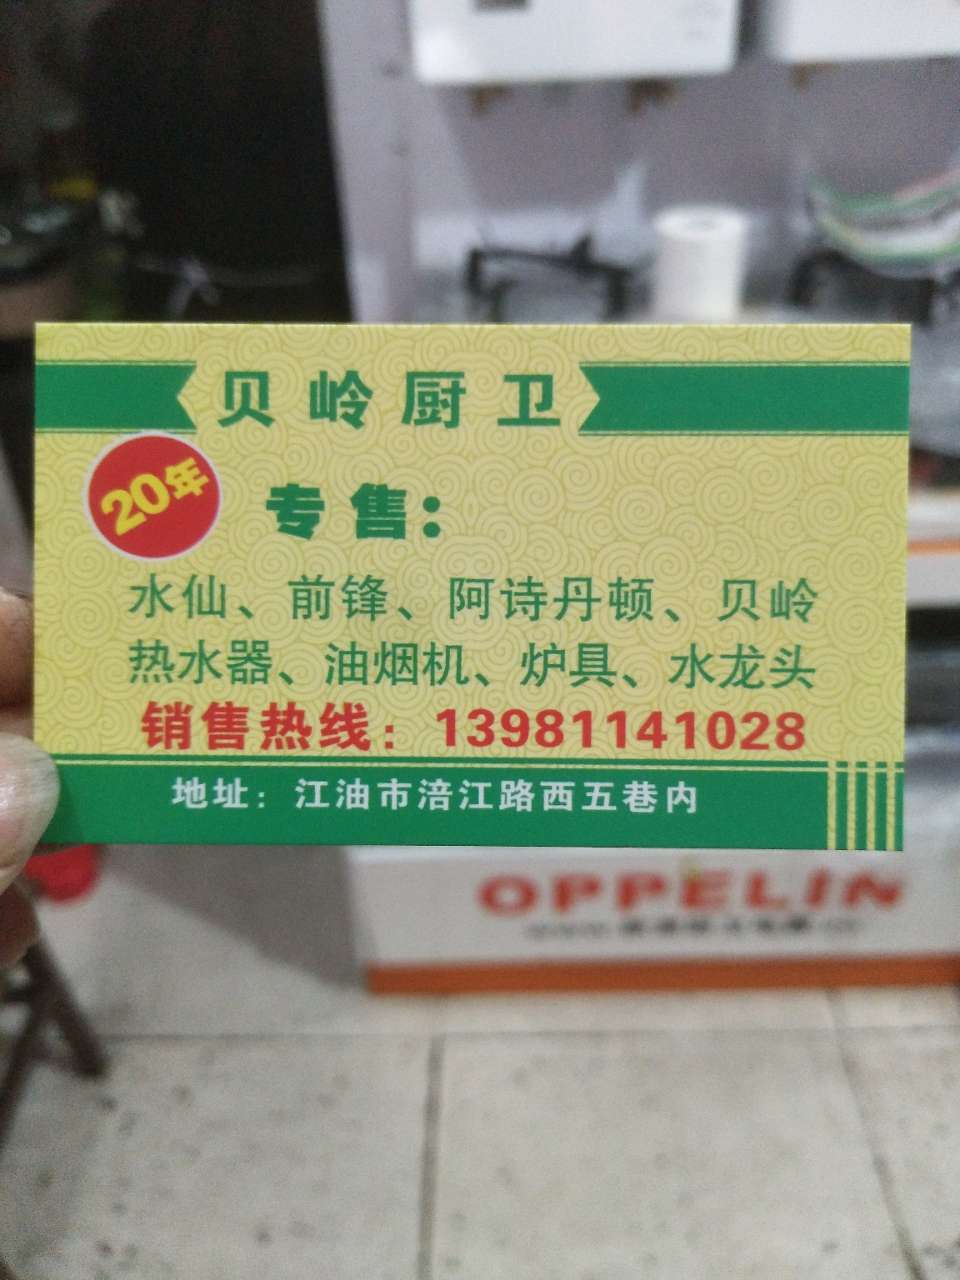 贝岭厨卫
20年
专售：
水仙、前锋、阿诗丹顿、贝岭
热水器、油烟机、炉具、水龙头
销售热线：13981141028
地址：江油市涪江路西五巷内
OPPELIN